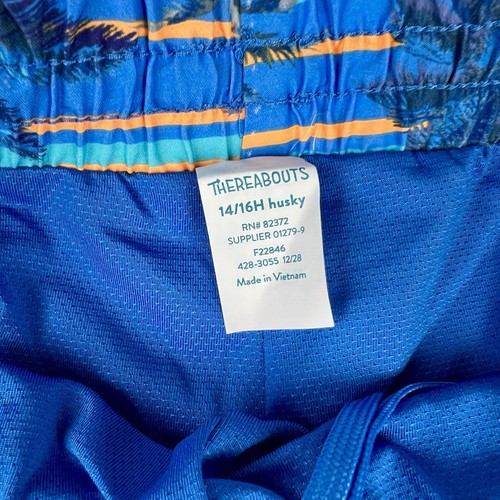 THEREABOUTS
14/16H husky
RN# 82372
SUPPLIER 01279-9
F22846
428-3055 12/28
Made in Vietnam